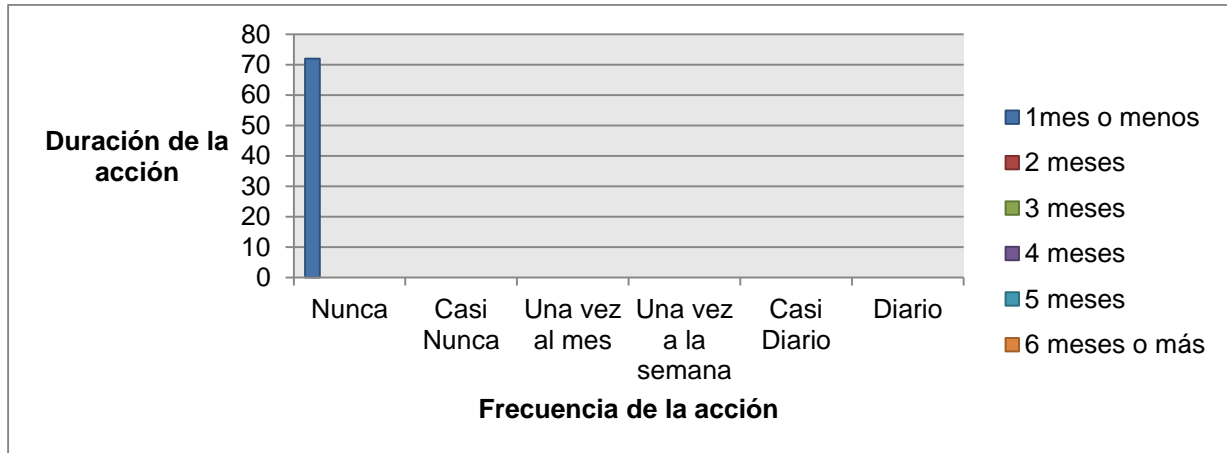 80
70
60
50
40
30
20
10
0
Duración de la
acción
Nunca
Casi
Nunca
Una vez
al mes
Una vez
a la
semana
Casi
Diario
Diario
Frecuencia de la acción
1mes o menos
2 meses
3 meses
4 meses
5 meses
6 meses o más